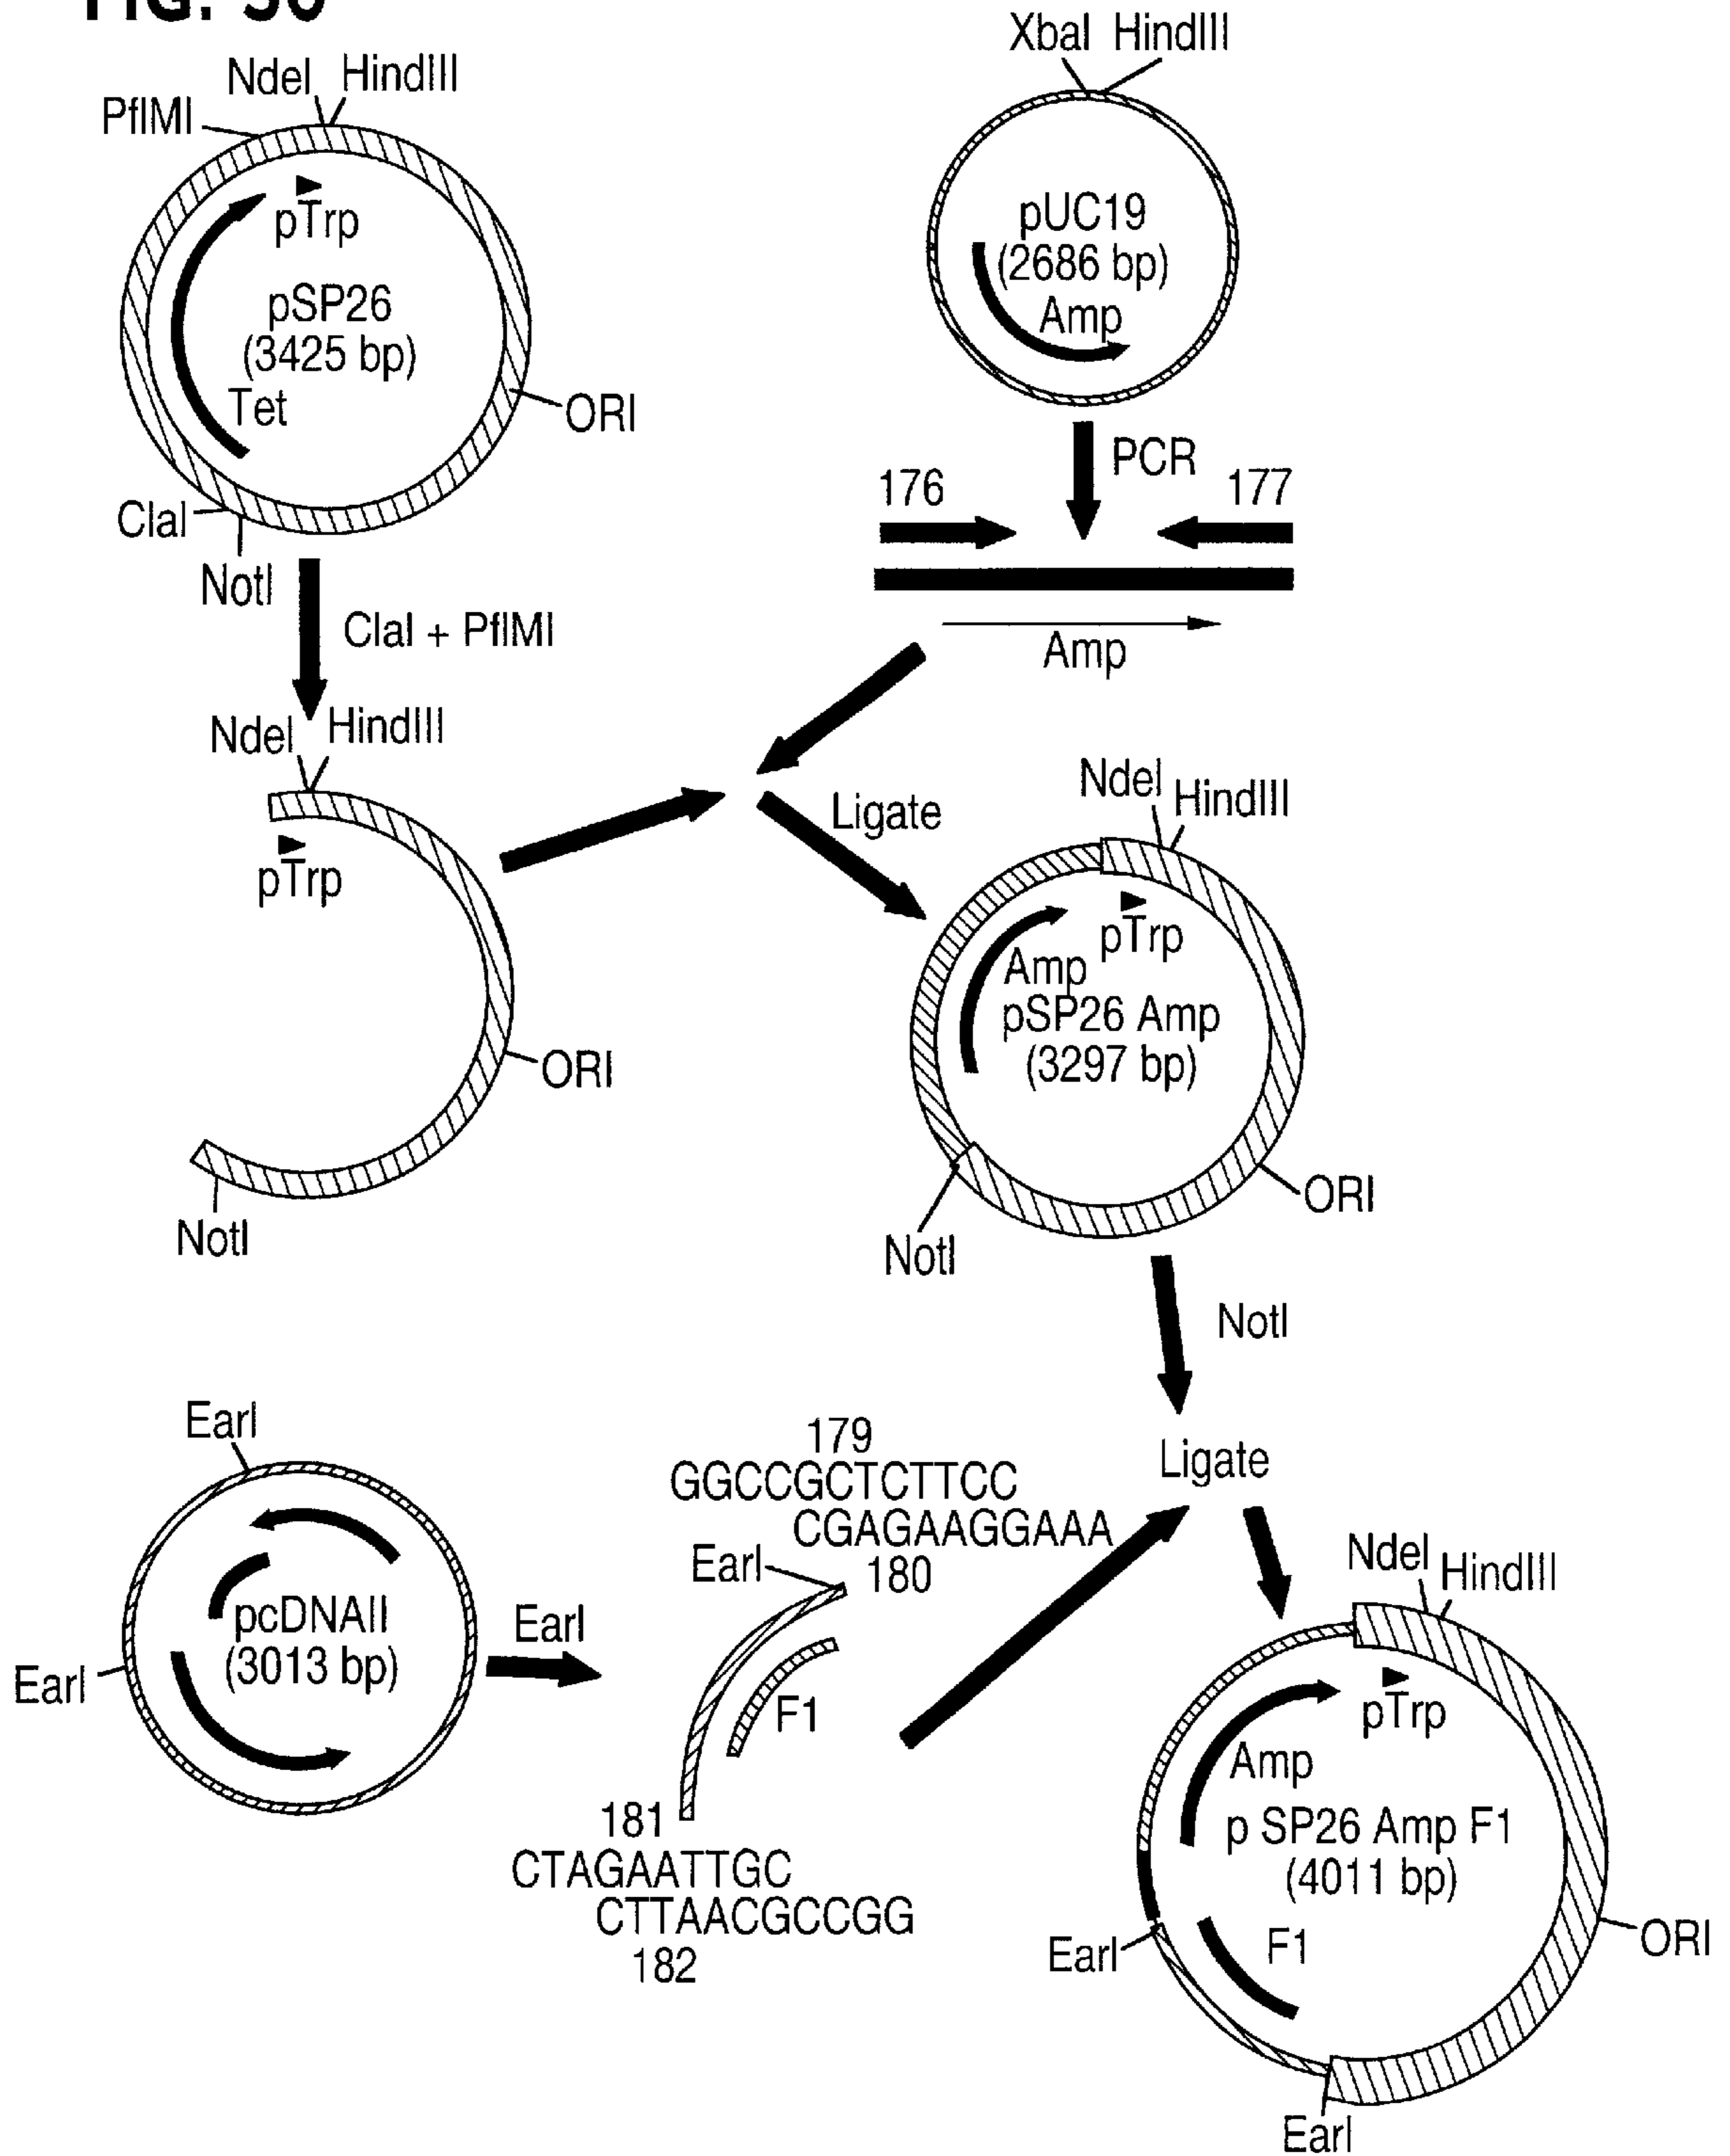 FIG. 36
XbaI HindIII
NdeI HindIII
PflMI
pTrp
pSP26
(3425 bp)
Tet
ORI
ClaI
NotI
pUC19
(2686 bp)
Amp
PCR
176
177
Amp
ClaI + PflMI
NdeI HindIII
pTrp
ORI
NotI
Ligate
NdeI HindIII
pTrp
Amp
pSP26 Amp
(3297 bp)
ORI
NotI
NotI
Ligate
EarI
pcDNAII
(3013 bp)
EarI
EarI
179
GGCCGCTCTTCC
CGAGAAGGAAA
180
EarI
F1
181
CTAGAATTGC
CTTAACGCCGG
182
NdeI HindIII
pTrp
Amp
p SP26 Amp F1
(4011 bp)
F1
ORI
EarI
EarI